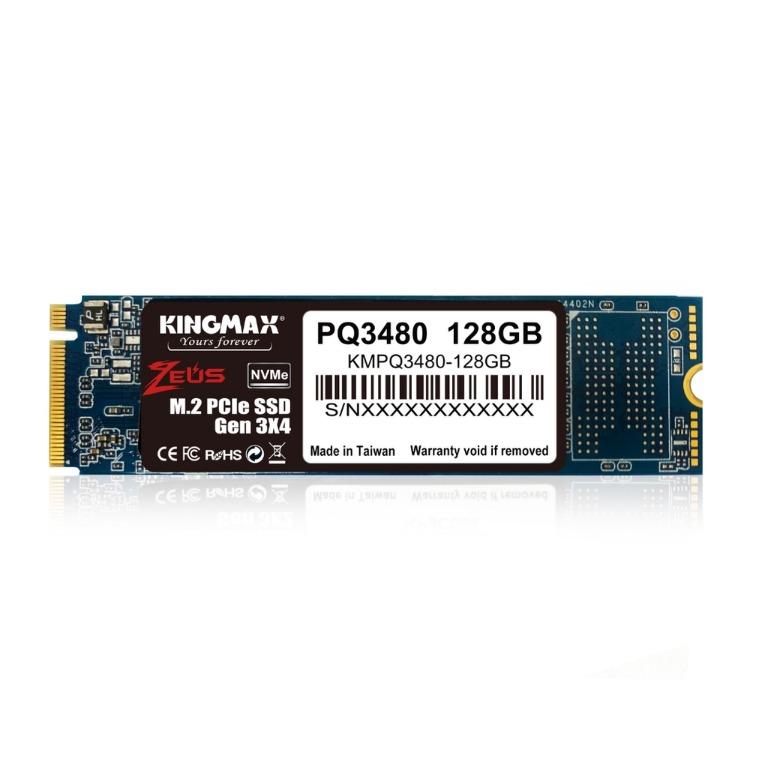 P
HL
4402N
KINGMAX®
Yours forever
ZEUS
NVMe
M.2 PCIe SSD
Gen 3X4
CE FC RoHS
PQ3480 128GB
KMPQ3480-128GB
S/NXXXXXXXXXXXXX
Made in Taiwan Warranty void if removed